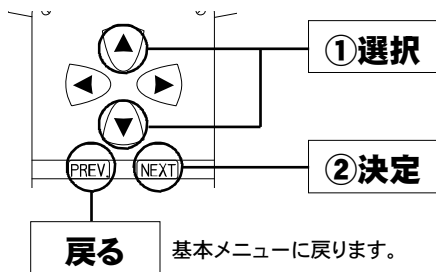 ①選択
PREV.
NEXT
②決定
戻る
基本メニューに戻ります。